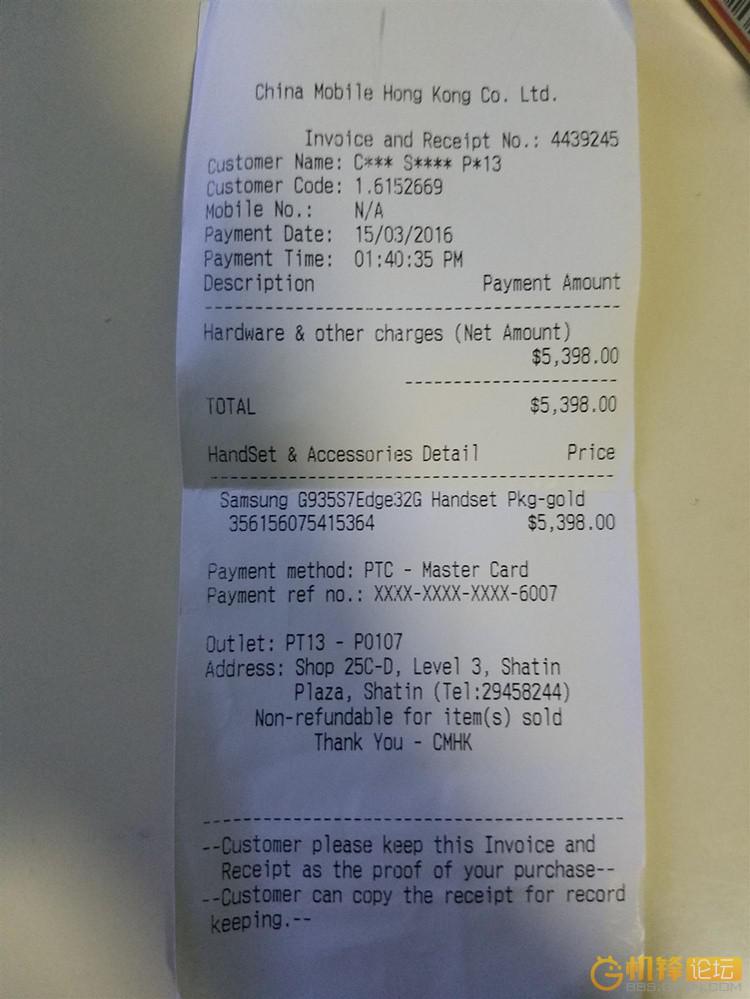 China Mobile Hong Kong Co. Ltd.
Invoice and Receipt No.: 4439245
Customer Name: C*** S**** P*13
Customer Code: 1.6152669
Mobile No.: N/A
Payment Date: 15/03/2016
Payment Time: 01:40:35 PM
Description Payment Amount
Hardware & other charges (Net Amount)
$5,398.00
TOTAL $5,398.00
HandSet & Accessories Detail Price
Samsung G935S7Edge32G Handset Pkg-gold
356156075415364 $5,398.00
Payment method: PTC - Master Card
Payment ref no.: XXXX-XXXX-XXXX-6007
Outlet: PT13 - P0107
Address: Shop 25C-D, Level 3, Shatin
Plaza, Shatin (Tel:29458244)
Non-refundable for item(s) sold
Thank You - CMHK
--Customer please keep this Invoice and
Receipt as the proof of your purchase--
--Customer can copy the receipt for record
keeping.--
机锋论坛